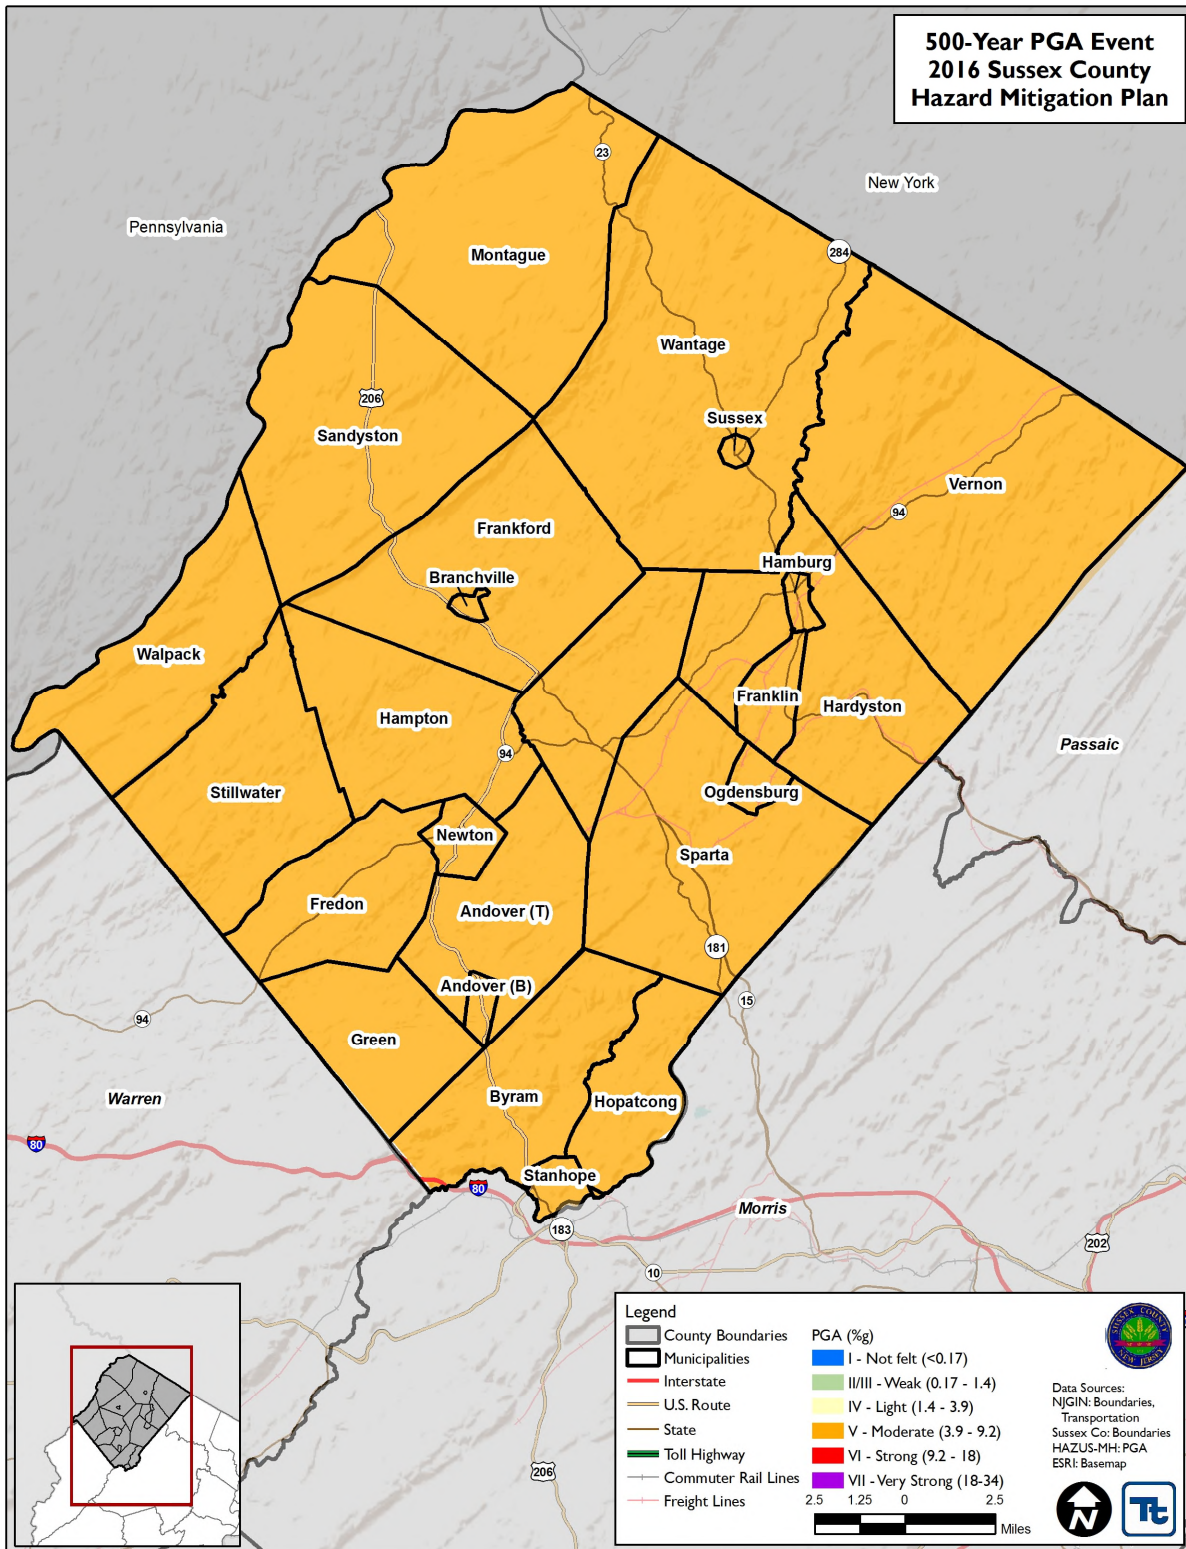 500-Year PGA Event
2016 Sussex County
Hazard Mitigation Plan
23
New York
Pennsylvania
284
Montague
Wantage
206
Sussex
Sandyston
Vernon
94
Frankford
Hamburg
Branchville
Walpack
Franklin
Hardyston
Hampton
Passaic
94
Stillwater
Ogdensburg
Newton
Sparta
Fredon
Andover (T)
181
Andover (B)
15
94
Green
Warren
Byram
Hopatcong
80
Stanhope
80
Morris
183
202
10
206
Legend
County Boundaries
Municipalities
Interstate
U.S. Route
State
Toll Highway
Commuter Rail Lines
Freight Lines
PGA (%g)
I - Not felt (<0.17)
II/III - Weak (0.17 - 1.4)
IV - Light (1.4 - 3.9)
V - Moderate (3.9 - 9.2)
VI - Strong (9.2 - 18)
VII - Very Strong (18-34)
2.5 1.25 0 2.5
Miles
SUSSEX COUNTY
NEW JERSEY
Data Sources:
NJGIN: Boundaries,
Transportation
Sussex Co: Boundaries
HAZUS-MH: PGA
ESRI: Basemap
N
Tt